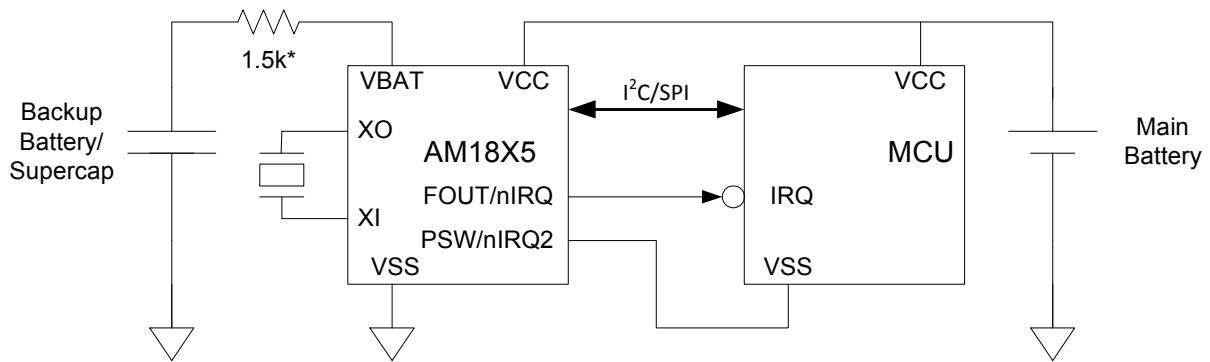 1.5k*
VBAT
VCC
Backup
Battery/
Supercap
XO
XI
AM18X5
FOUT/nIRQ
PSW/nIRQ2
VSS
I²C/SPI
VCC
MCU
IRQ
VSS
Main
Battery